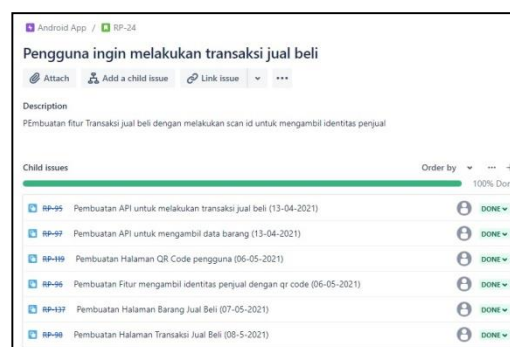 Android App / RP-24
Pengguna ingin melakukan transaksi jual beli
Attach Add a child issue Link issue
Description
PEmbuatan fitur Transaksi jual beli dengan melakukan scan id untuk mengambil identitas penjual
Child issues Order by
100% Don
RP-95 Pembuatan API untuk melakukan transaksi jual beli (13-04-2021) DONE
RP-97 Pembuatan API untuk mengambil data barang (13-04-2021) DONE
RP-119 Pembuatan Halaman QR Code pengguna (06-05-2021) DONE
RP-96 Pembuatan Fitur mengambil identitas penjual dengan qr code (06-05-2021) DONE
RP-137 Pembuatan Halaman Barang Jual Beli (07-05-2021) DONE
RP-98 Pembuatan Halaman Transaksi Jual Beli (08-5-2021) DONE